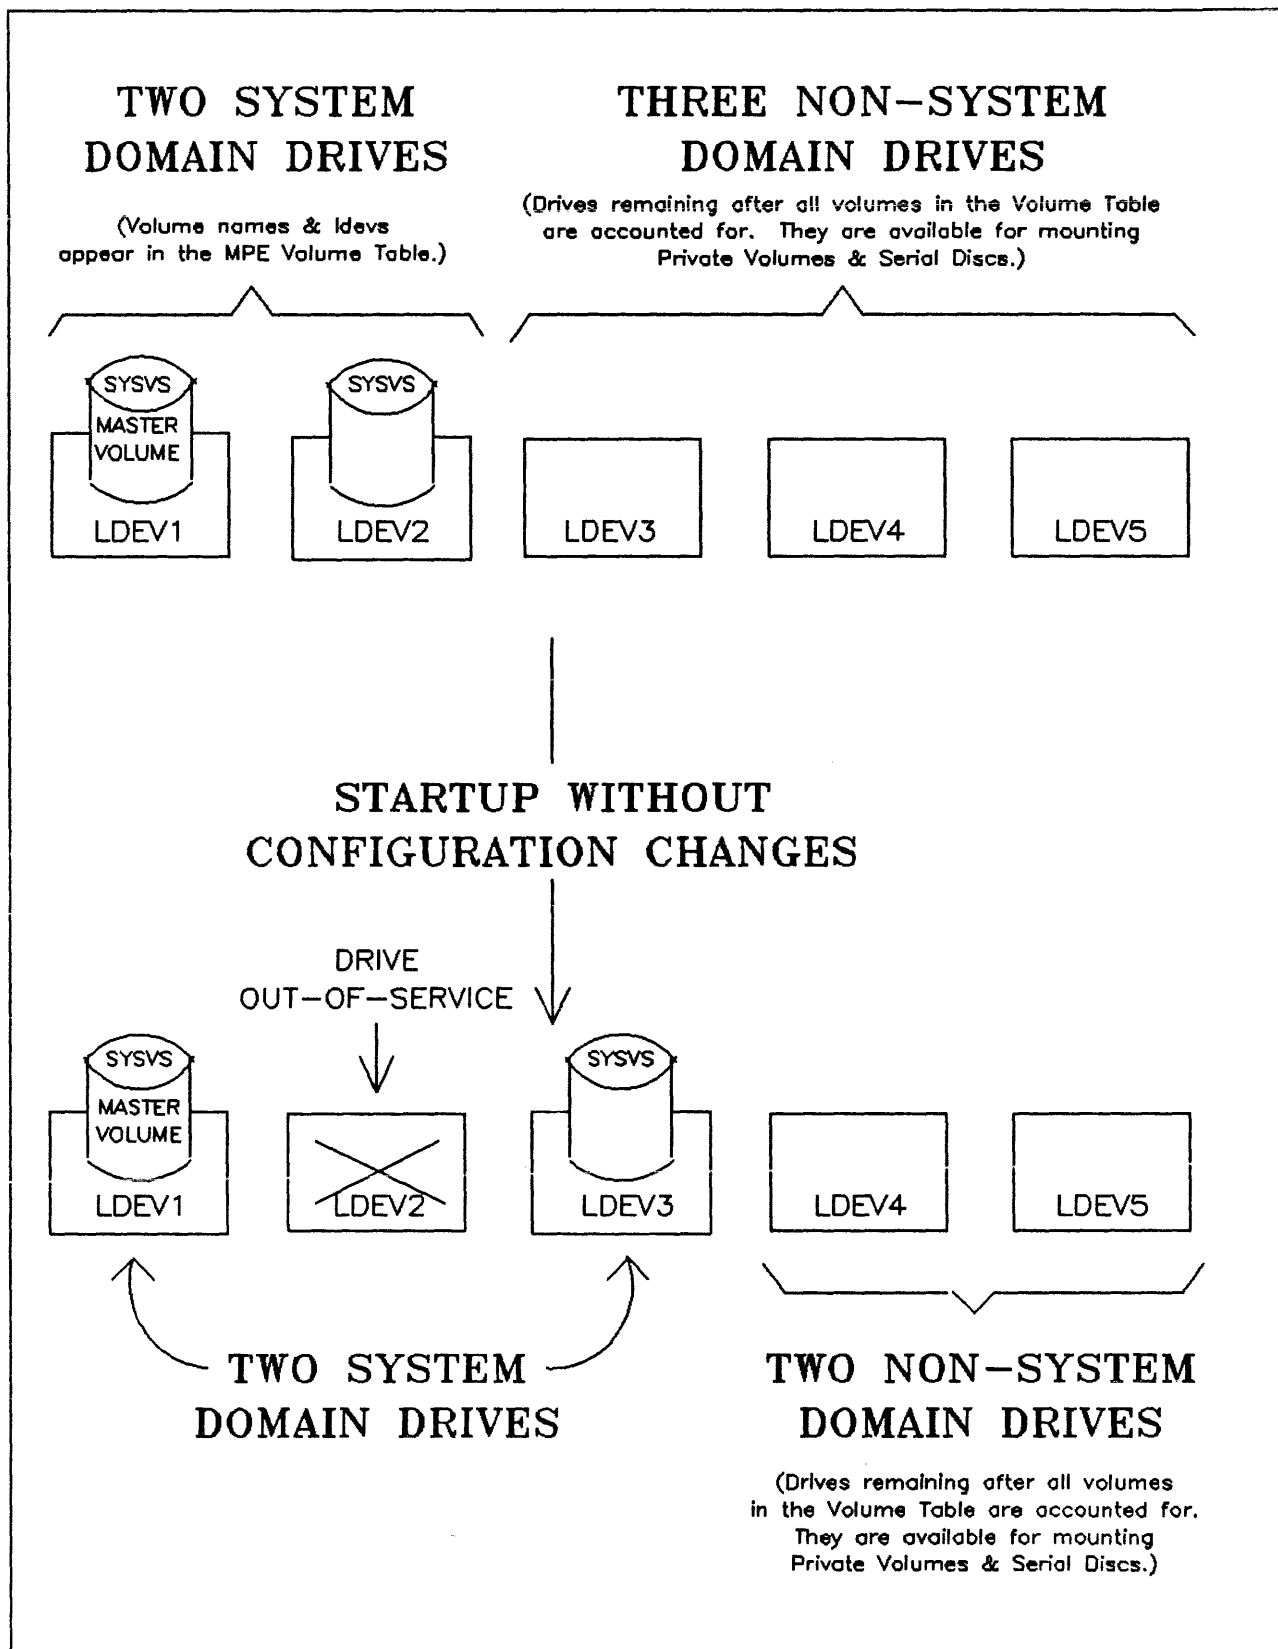 TWO SYSTEM
DOMAIN DRIVES
(Volume names & ldevs
appear in the MPE Volume Table.)
THREE NON-SYSTEM
DOMAIN DRIVES
(Drives remaining after all volumes in the Volume Table
are accounted for. They are available for mounting
Private Volumes & Serial Discs.)
SYSVS
MASTER
VOLUME
LDEV1
SYSVS
LDEV2
LDEV3
LDEV4
LDEV5
STARTUP WITHOUT
CONFIGURATION CHANGES
DRIVE
OUT-OF-SERVICE
SYSVS
MASTER
VOLUME
LDEV1
LDEV2
SYSVS
LDEV3
LDEV4
LDEV5
TWO SYSTEM
DOMAIN DRIVES
TWO NON-SYSTEM
DOMAIN DRIVES
(Drives remaining after all volumes
in the Volume Table are accounted for.
They are available for mounting
Private Volumes & Serial Discs.)